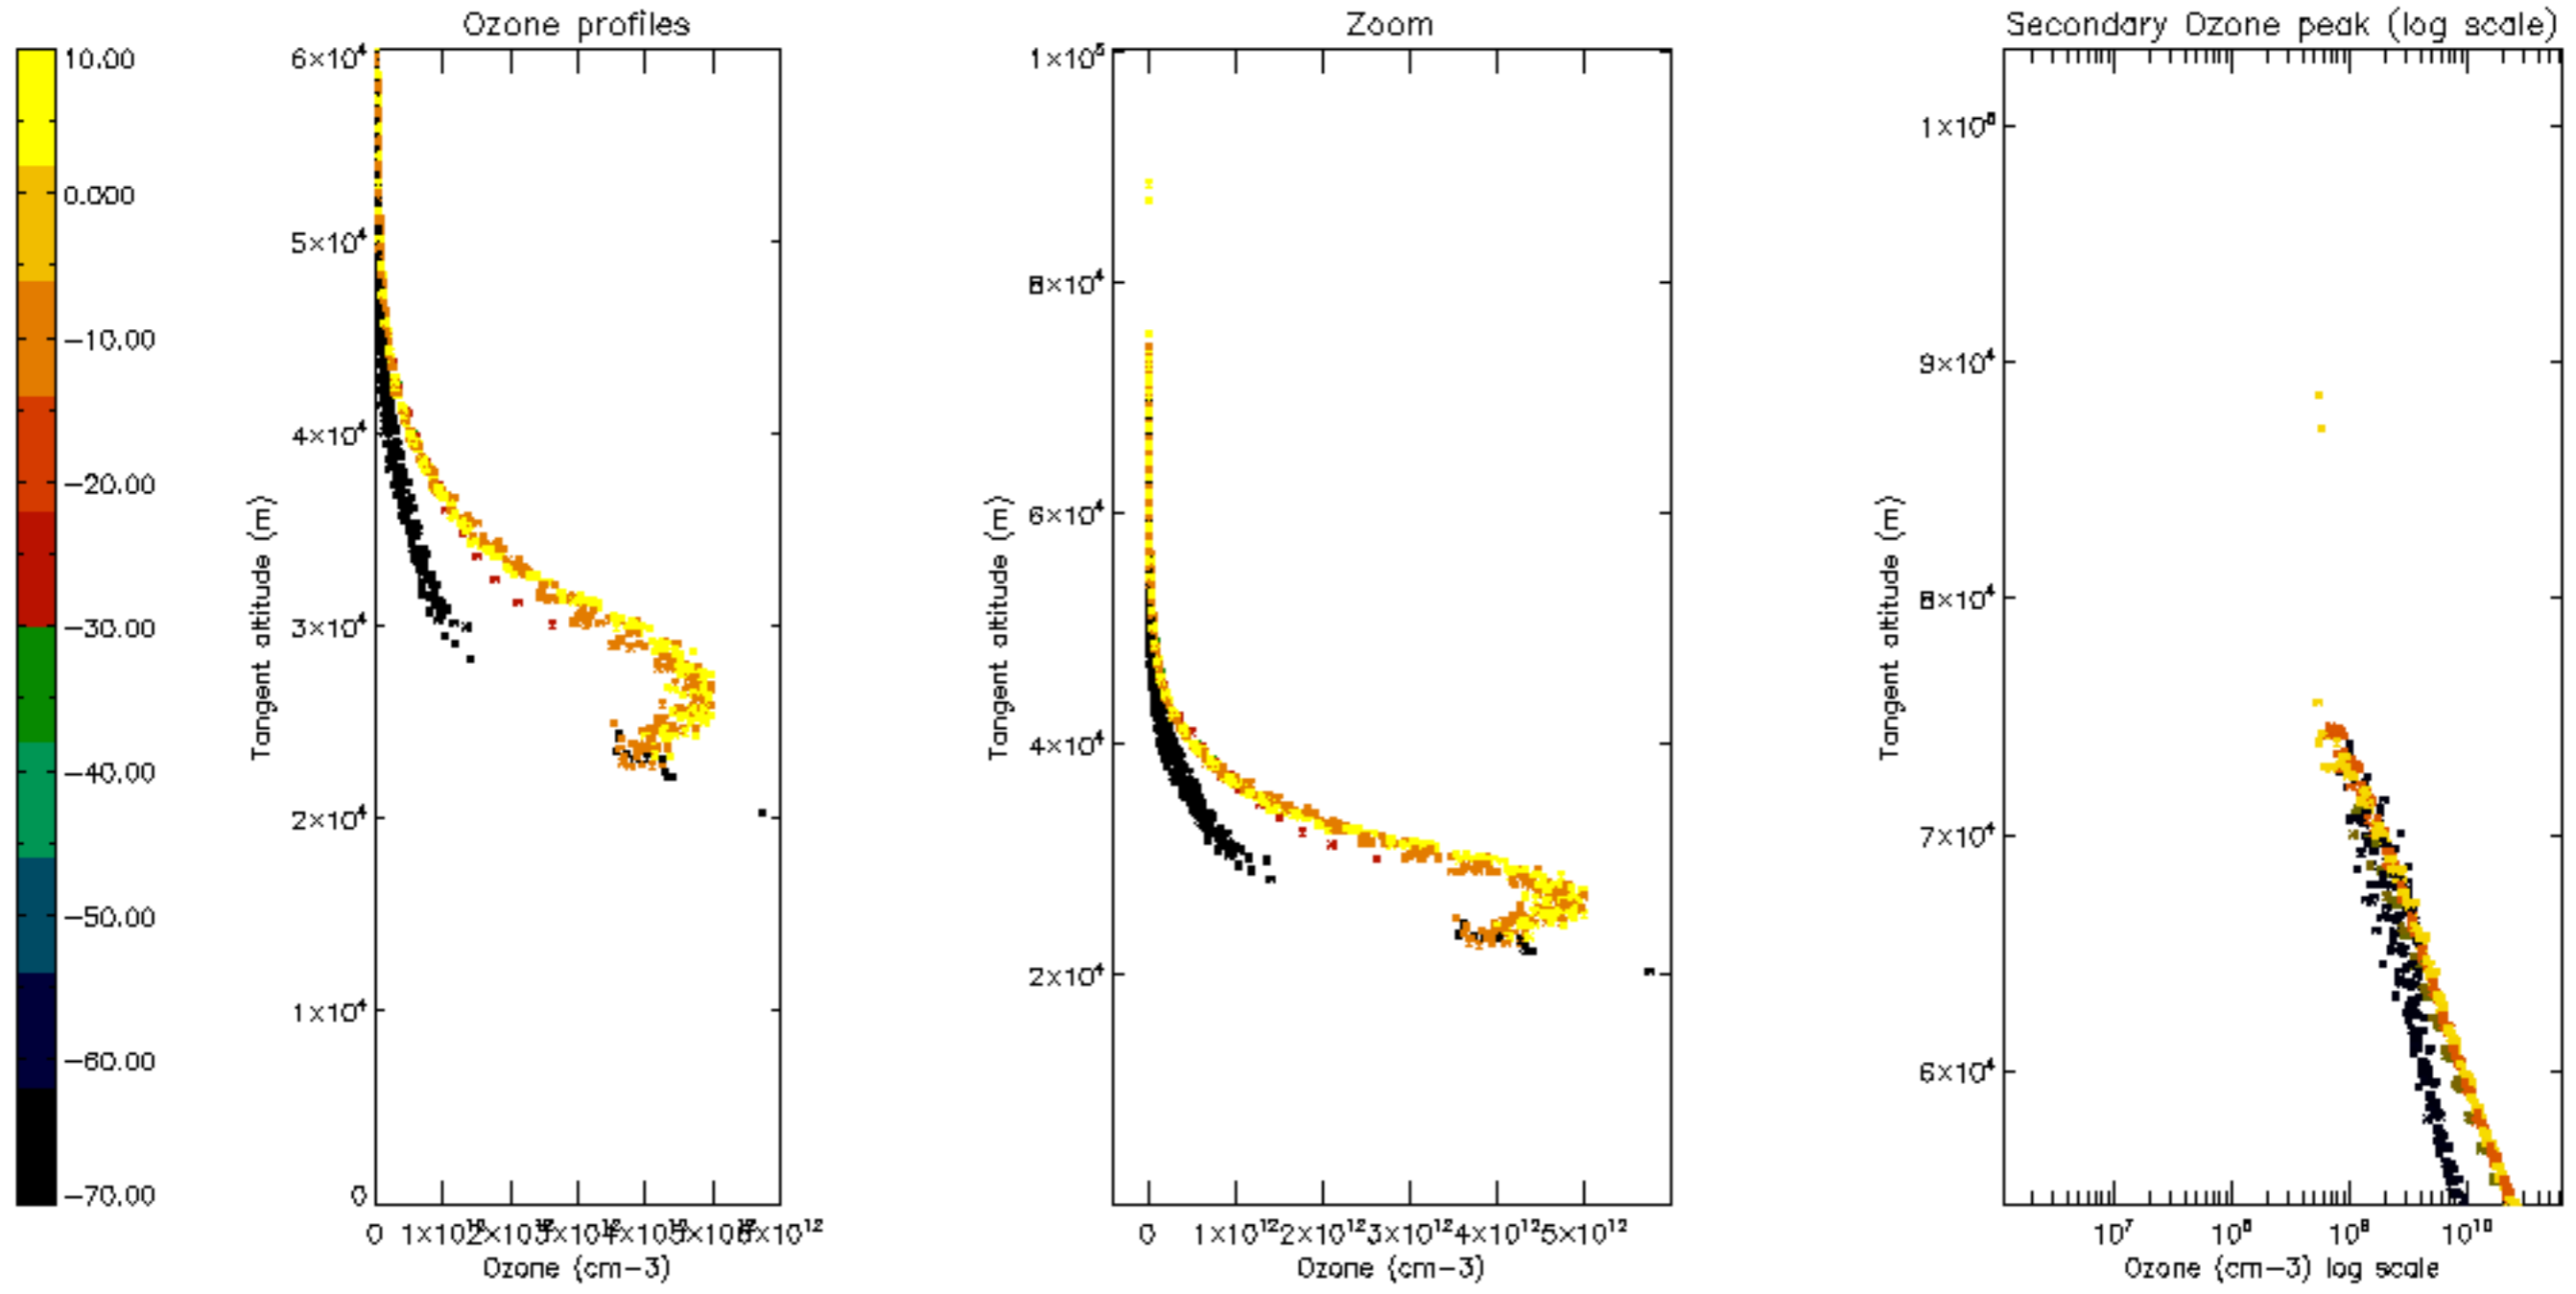 Ozone profiles
Zoom
Secondary Ozone peak (log scale)
10.00
0.00
−10.00
−20.00
−30.00
−40.00
−50.00
−60.00
−70.00
6×10⁴
5×10⁴
4×10⁴
3×10⁴
2×10⁴
1×10⁴
0
Tangent altitude (m)
0
6×10¹²
Ozone (cm−3)
1×10⁵
8×10⁴
6×10⁴
4×10⁴
2×10⁴
Tangent altitude (m)
0 1×10¹² 2×10¹² 3×10¹² 4×10¹² 5×10¹²
Ozone (cm−3)
1×10⁵
9×10⁴
8×10⁴
7×10⁴
6×10⁴
Tangent altitude (m)
10⁷ 10⁸ 10⁹ 10¹⁰
Ozone (cm−3) log scale